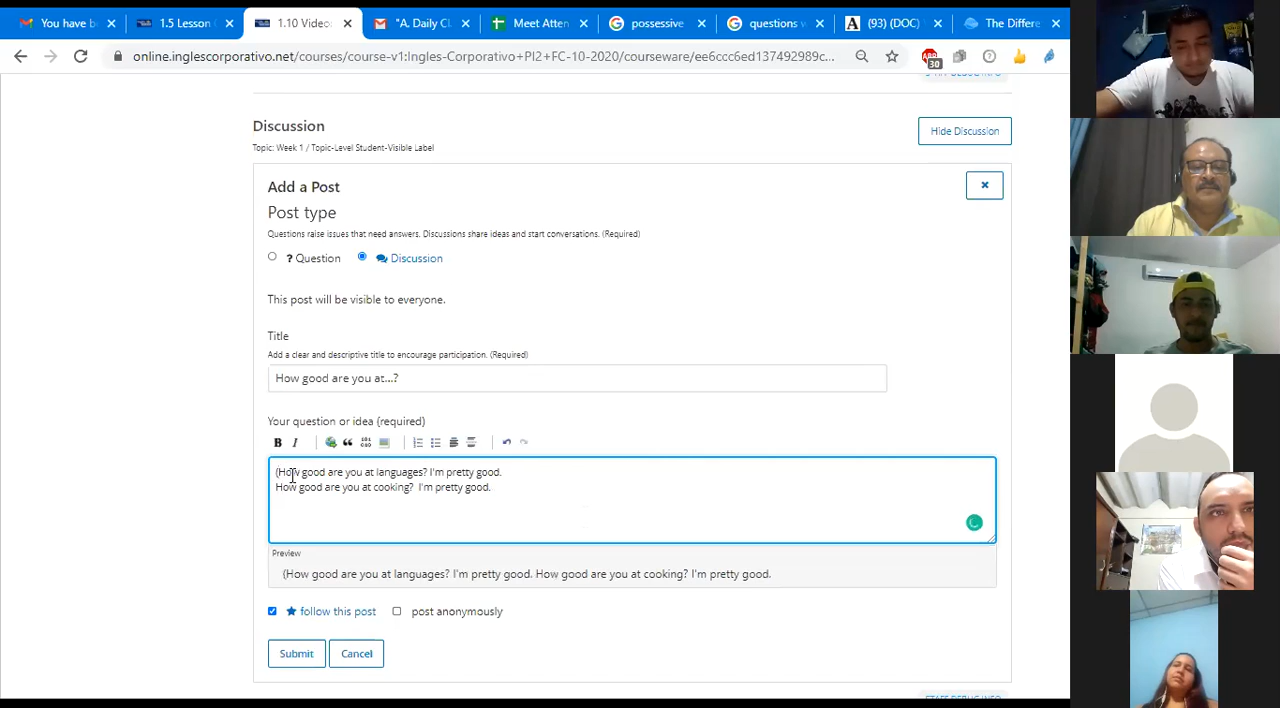 You have b
1.5 Lesson
1.10 Video
"A. Daily Cl
Meet Atten
possessive
questions w
(93) (DOC)
The Differe
online.inglescorporativo.net/courses/course-v1:Ingles-Corporativo+PI2+FC-10-2020/courseware/ee6ccc6ed137492989c...
30
Discussion
Hide Discussion
Topic: Week 1 / Topic-Level Student-Visible Label
Add a Post
Post type
Questions raise issues that need answers. Discussions share ideas and start conversations. (Required)
? Question
Discussion
This post will be visible to everyone.
Title
Add a clear and descriptive title to encourage participation. (Required)
How good are you at...?
Your question or idea (required)
B I
(How good are you at languages? I'm pretty good.
How good are you at cooking? I'm pretty good.
Preview
(How good are you at languages? I'm pretty good. How good are you at cooking? I'm pretty good.
follow this post
post anonymously
Submit
Cancel